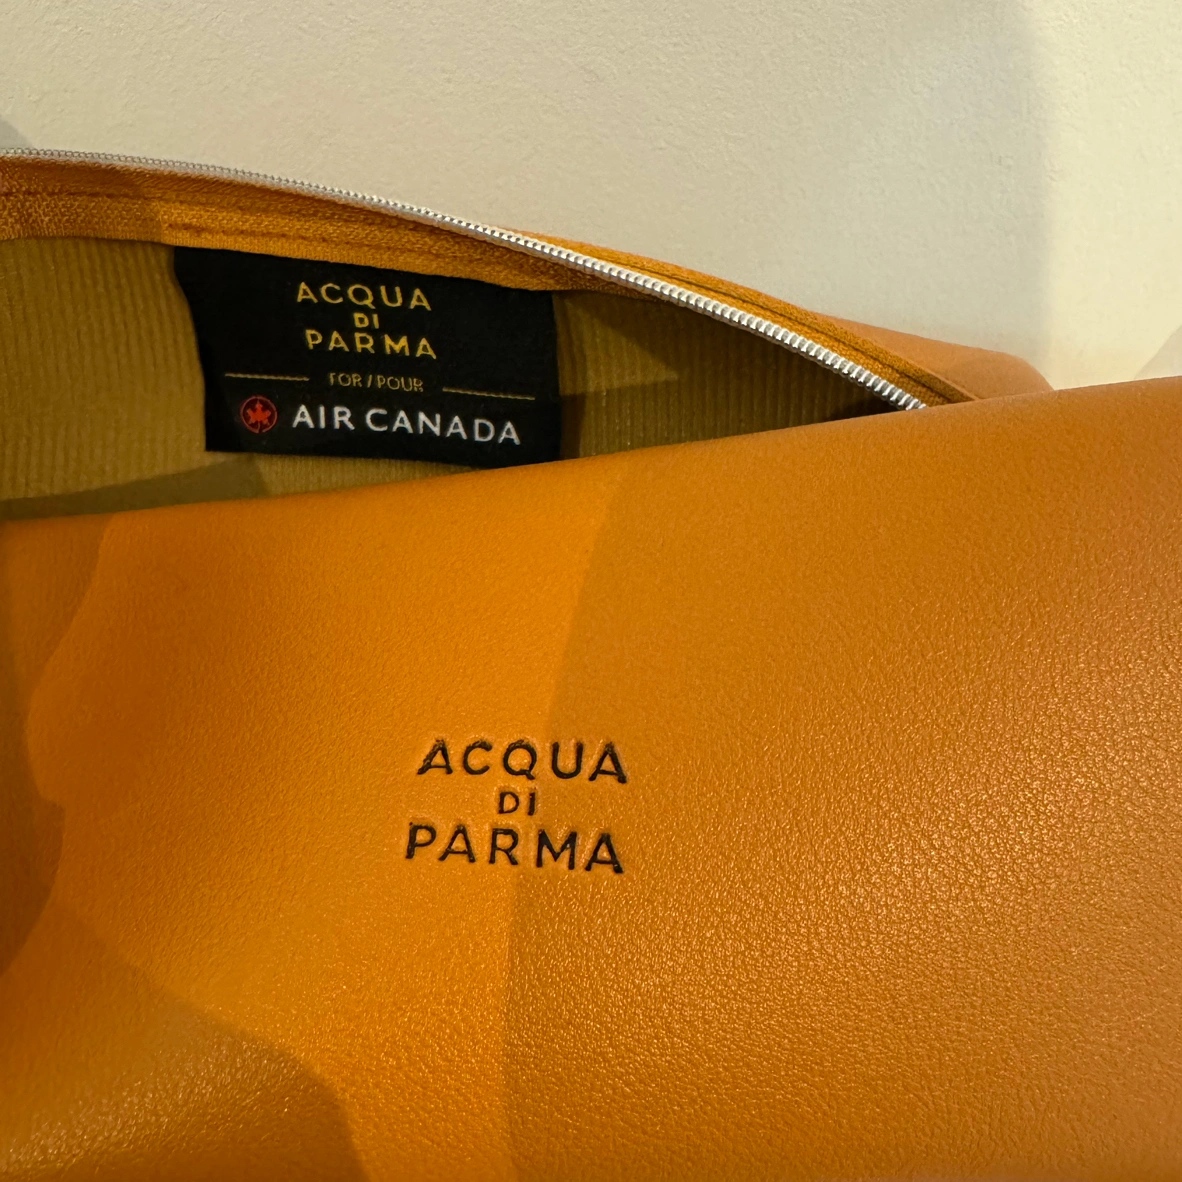 ACQUA
DI
PARMA
FOR / POUR
AIR CANADA
ACQUA
DI
PARMA